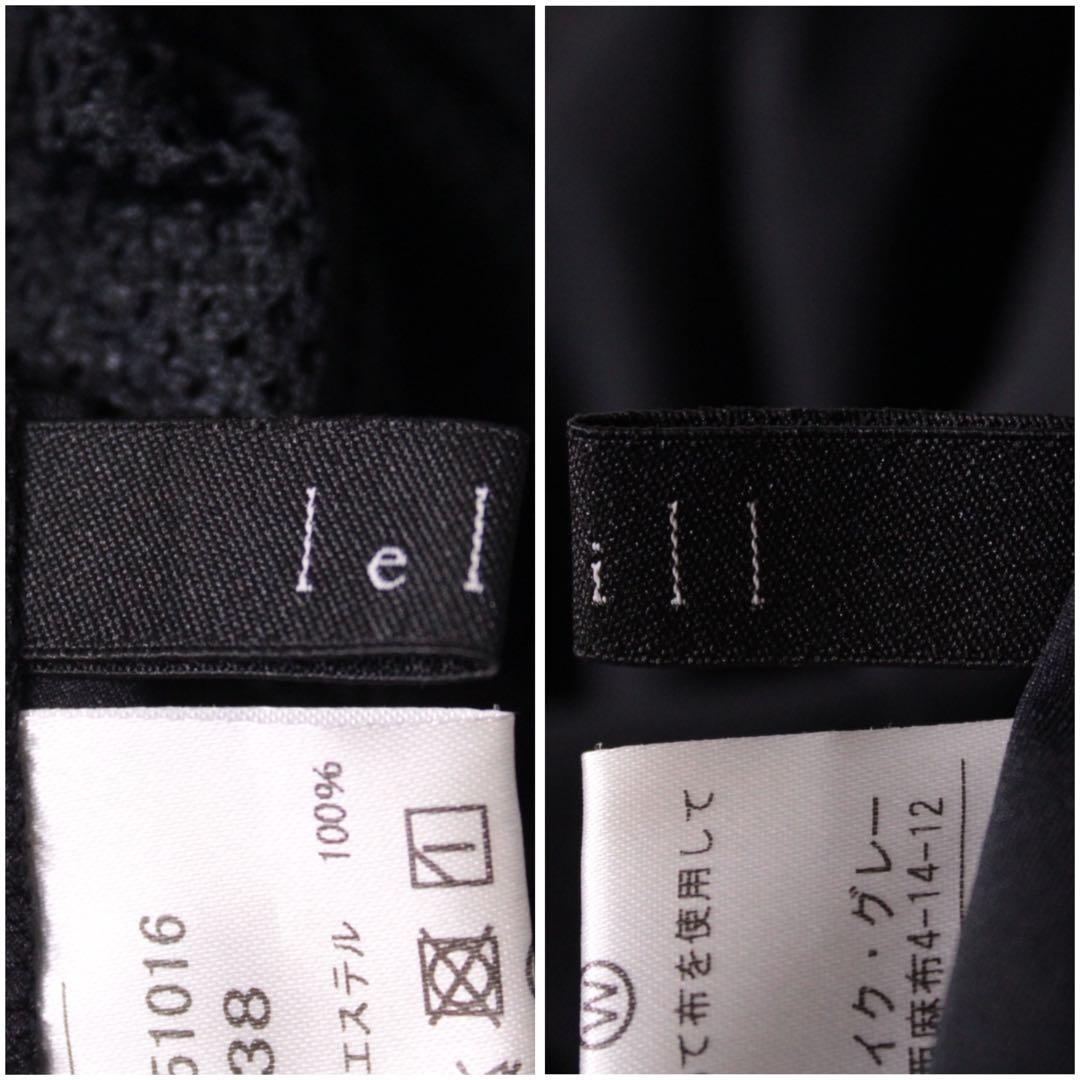 l e l
100%
エステル
51016
38
i l l
て布を使用して
W
イク・グレー
西麻布4-14-12